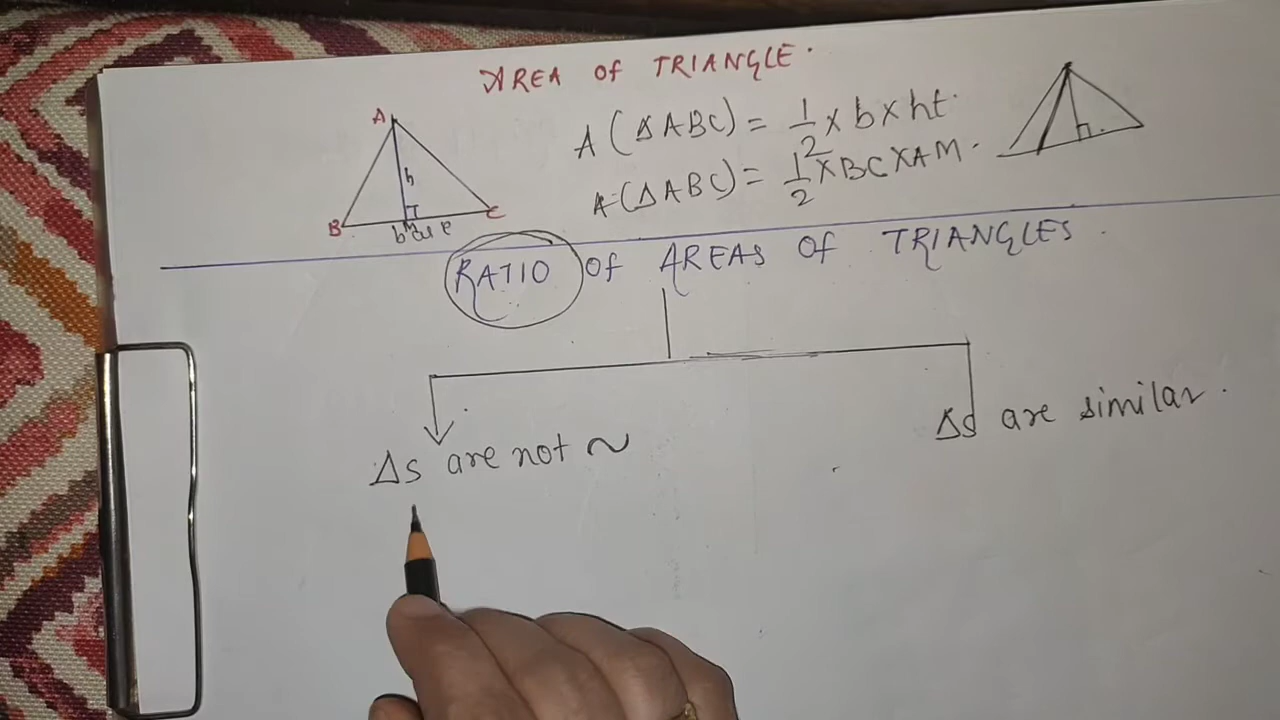 AREA OF TRIANGLE.
A
h
B
M
C
base
A(ΔABC) = 1/2 × b × ht.
A(ΔABC) = 1/2 × BC × AM.
h
RATIO OF AREAS OF TRIANGLES.
Δs are not ~
Δs are similar.